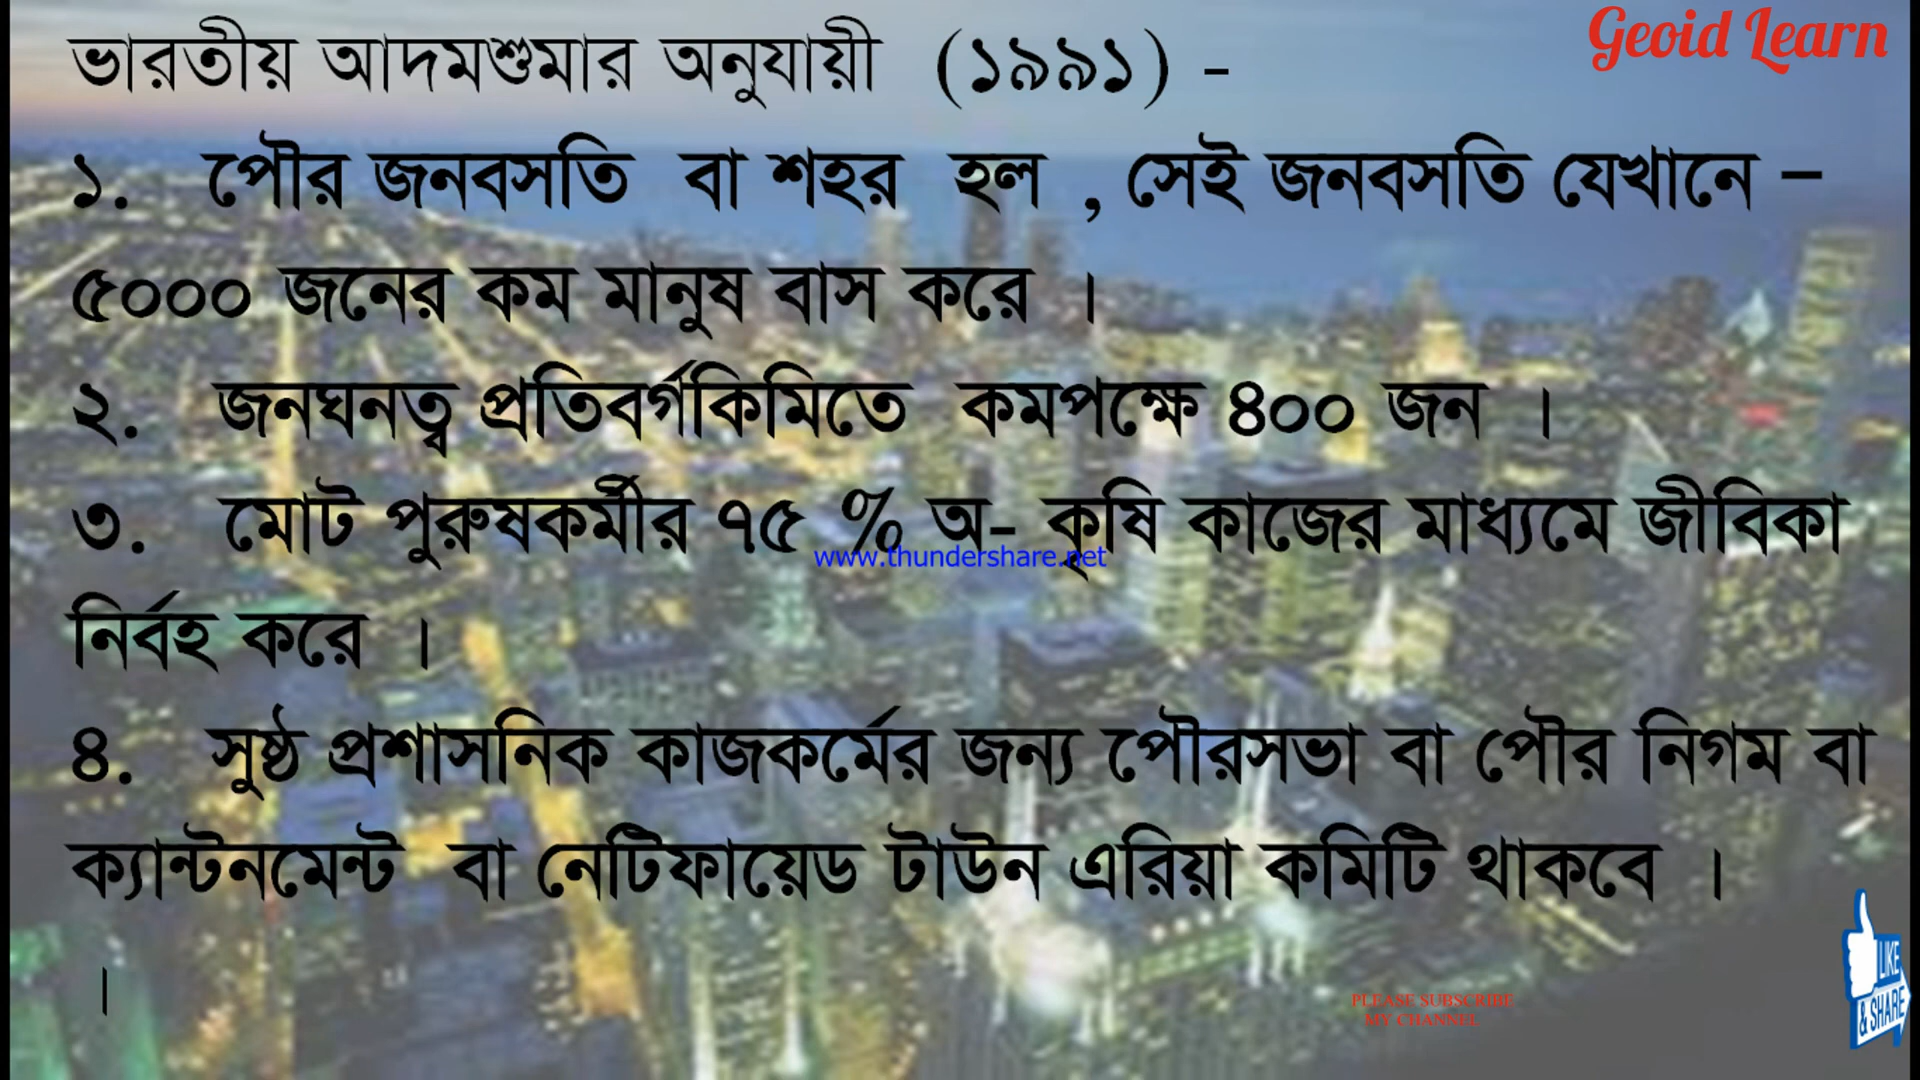 Geoid Learn
ভারতীয় আদমশুমার অনুযায়ী (১৯৯১) -
১. পৌর জনবসতি বা শহর হল , সেই জনবসতি যেখানে –
৫০০০ জনের কম মানুষ বাস করে ।
২. জনঘনত্ব প্রতিবর্গকিমিতে কমপক্ষে ৪০০ জন ।
৩. মোট পুরুষকর্মীর ৭৫ % অ- কৃষি কাজের মাধ্যমে জীবিকা
www.thundershare.net
নির্বহ করে ।
৪. সুষ্ঠ প্রশাসনিক কাজকর্মের জন্য পৌরসভা বা পৌর নিগম বা
ক্যান্টনমেন্ট বা নেটিফায়েড টাউন এরিয়া কমিটি থাকবে ।
।
PLEASE SUBSCRIBE
MY CHANNEL
LIKE
& SHARE